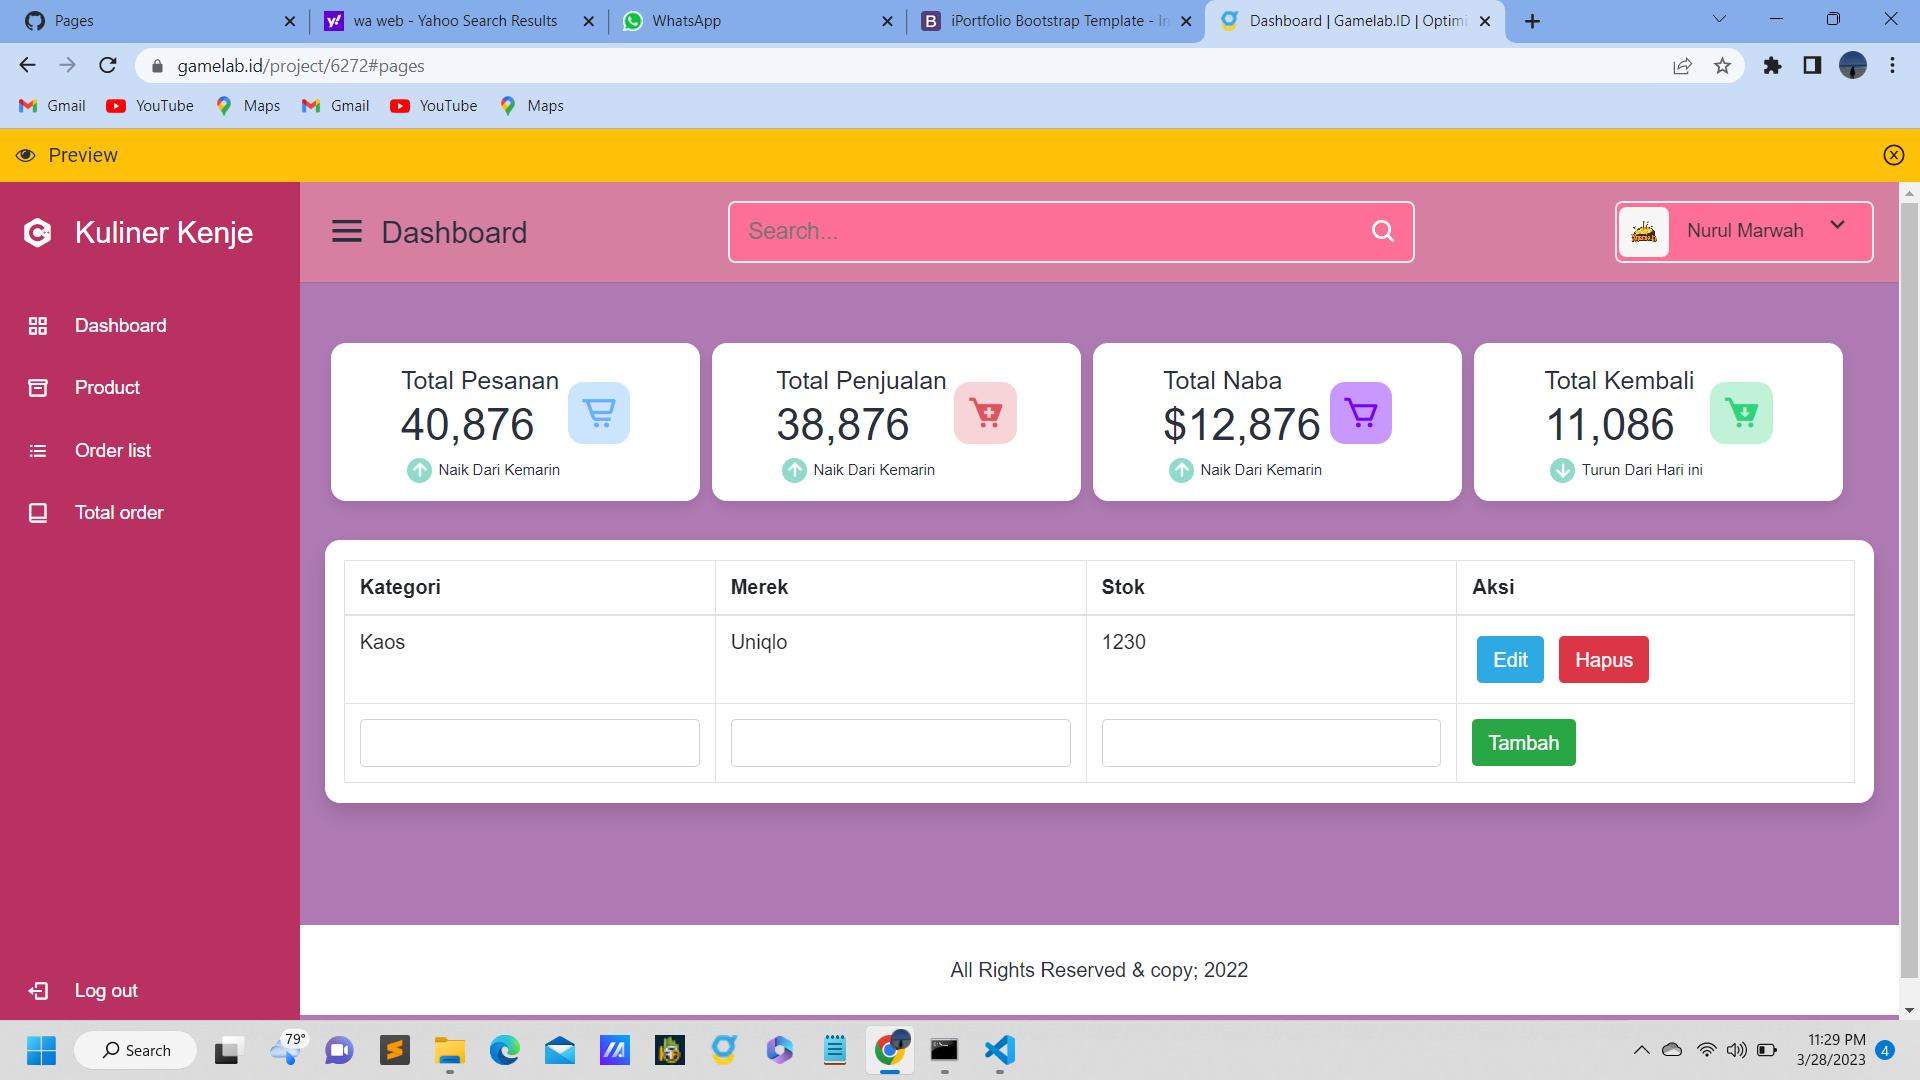 Pages
wa web - Yahoo Search Results
WhatsApp
iPortfolio Bootstrap Template - In
Dashboard | Gamelab.ID | Optimi
gamelab.id/project/6272#pages
Gmail YouTube Maps Gmail YouTube Maps
Preview
Kuliner Kenje
Dashboard
Search...
Nurul Marwah
Dashboard
Product
Order list
Total order
Log out
Total Pesanan
40,876
Naik Dari Kemarin
Total Penjualan
38,876
Naik Dari Kemarin
Total Naba
$12,876
Naik Dari Kemarin
Total Kembali
11,086
Turun Dari Hari ini
Kategori Merek Stok Aksi
Kaos Uniqlo 1230 Edit Hapus
Tambah
All Rights Reserved & copy; 2022
Search
79°
11:29 PM
3/28/2023
4